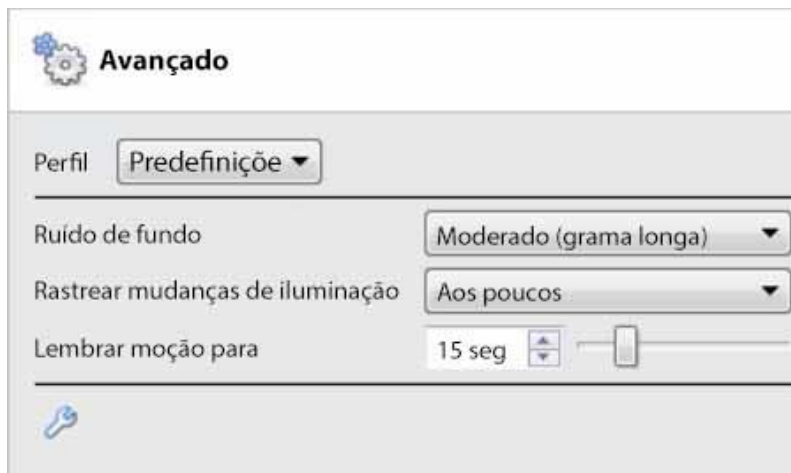 Avançado
Perfil Predefiniçõe
Ruído de fundo Moderado (grama longa)
Rastrear mudanças de iluminação Aos poucos
Lembrar moção para 15 seg